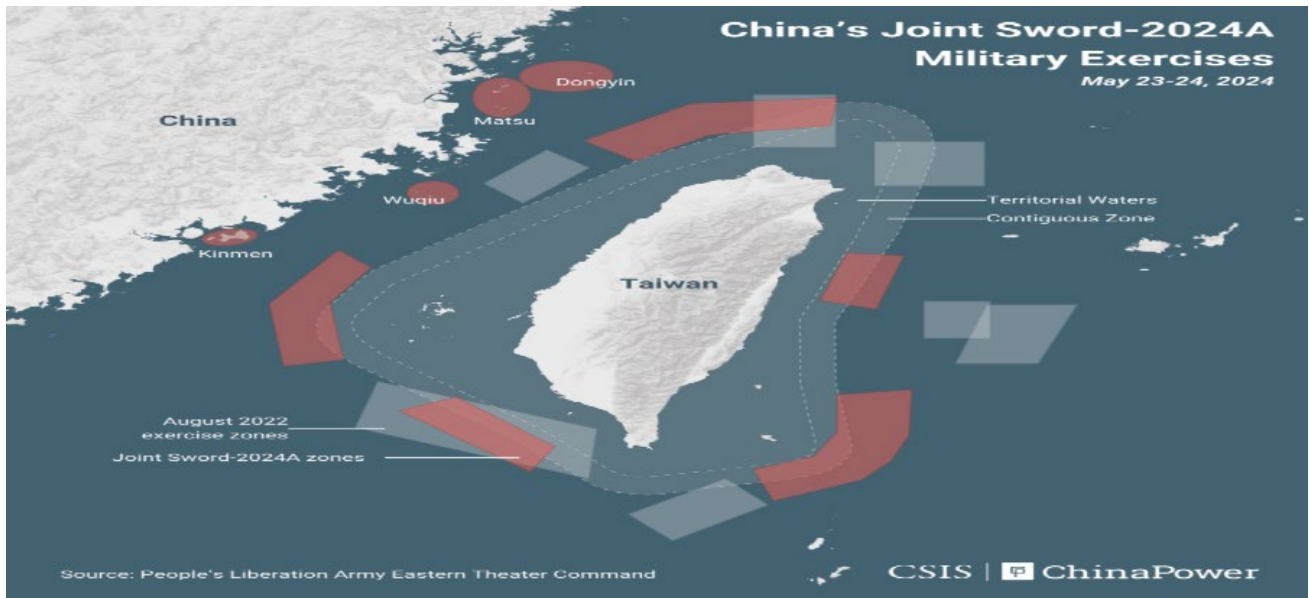 China's Joint Sword-2024A
Military Exercises
May 23-24, 2024
Dongyin
China
Matsu
Wuqiu
Territorial Waters
Contiguous Zone
Kinmen
Taiwan
August 2022
exercise zones
Joint Sword-2024A zones
Source: People's Liberation Army Eastern Theater Command
CSIS | ChinaPower